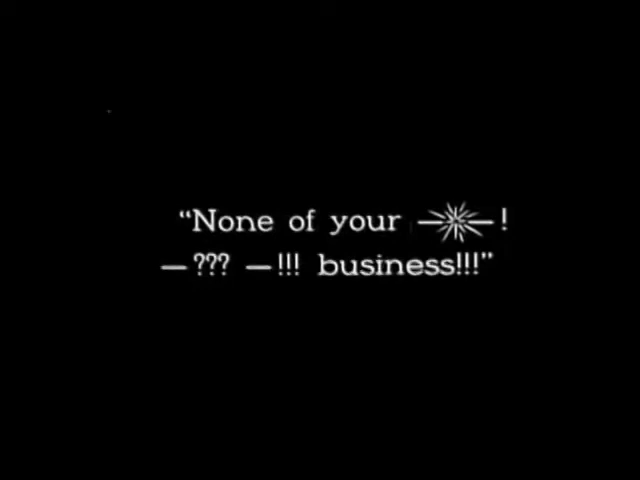 “None of your —✴—!
—??? —!!! business!!!”